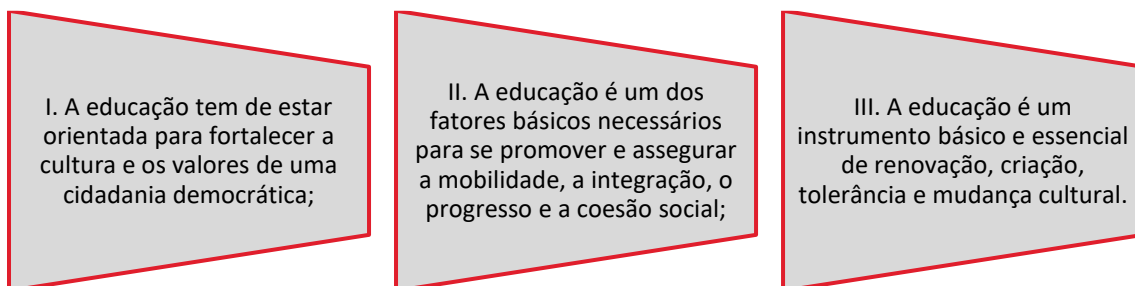 I. A educação tem de estar
orientada para fortalecer a
cultura e os valores de uma
cidadania democrática;
II. A educação é um dos
fatores básicos necessários
para se promover e assegurar
a mobilidade, a integração, o
progresso e a coesão social;
III. A educação é um
instrumento básico e essencial
de renovação, criação,
tolerância e mudança cultural.